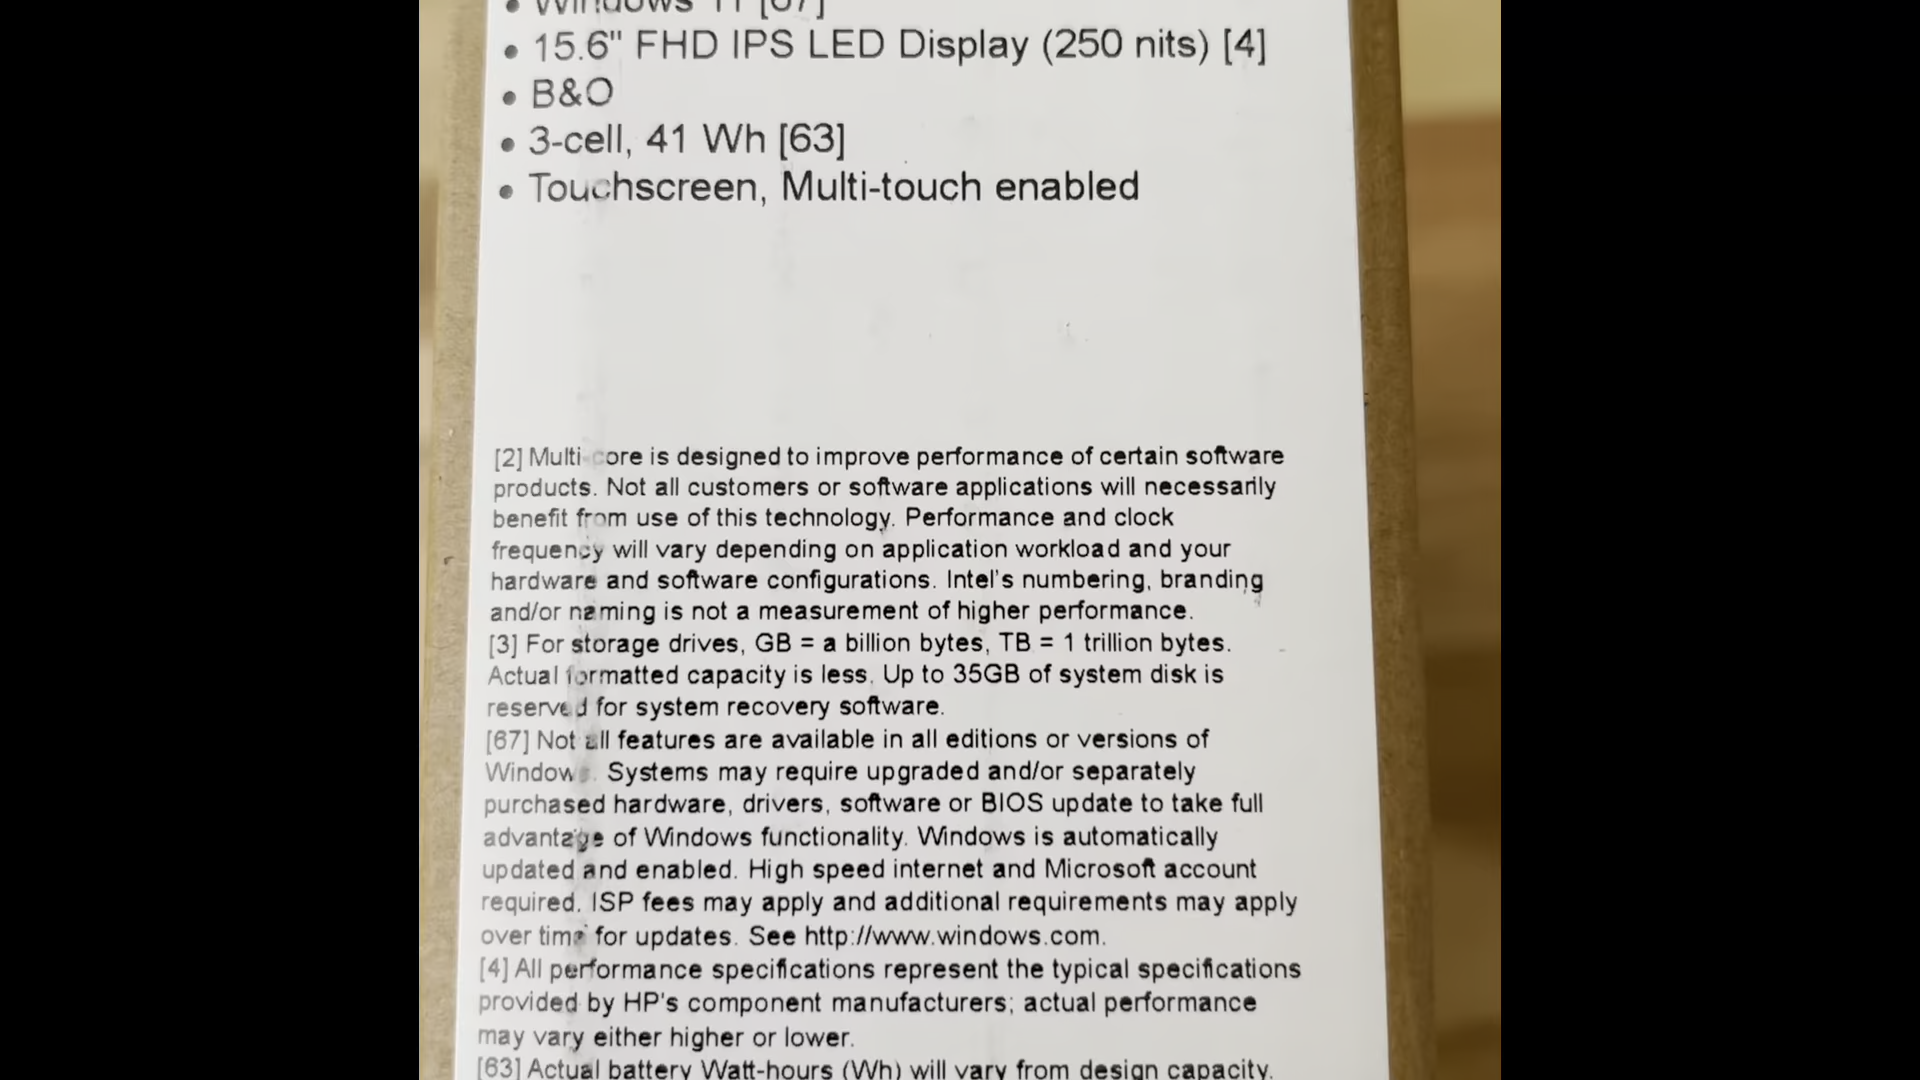 • Windows 11 [67]
• 15.6" FHD IPS LED Display (250 nits) [4]
• B&O
• 3-cell, 41 Wh [63]
• Touchscreen, Multi-touch enabled
[2] Multi-core is designed to improve performance of certain software
products. Not all customers or software applications will necessarily
benefit from use of this technology. Performance and clock
frequency will vary depending on application workload and your
hardware and software configurations. Intel's numbering, branding
and/or naming is not a measurement of higher performance.
[3] For storage drives, GB = a billion bytes, TB = 1 trillion bytes.
Actual formatted capacity is less. Up to 35GB of system disk is
reserved for system recovery software.
[67] Not all features are available in all editions or versions of
Windows. Systems may require upgraded and/or separately
purchased hardware, drivers, software or BIOS update to take full
advantage of Windows functionality. Windows is automatically
updated and enabled. High speed internet and Microsoft account
required. ISP fees may apply and additional requirements may apply
over time for updates. See http://www.windows.com.
[4] All performance specifications represent the typical specifications
provided by HP's component manufacturers; actual performance
may vary either higher or lower.
[63] Actual battery Watt-hours (Wh) will vary from design capacity.